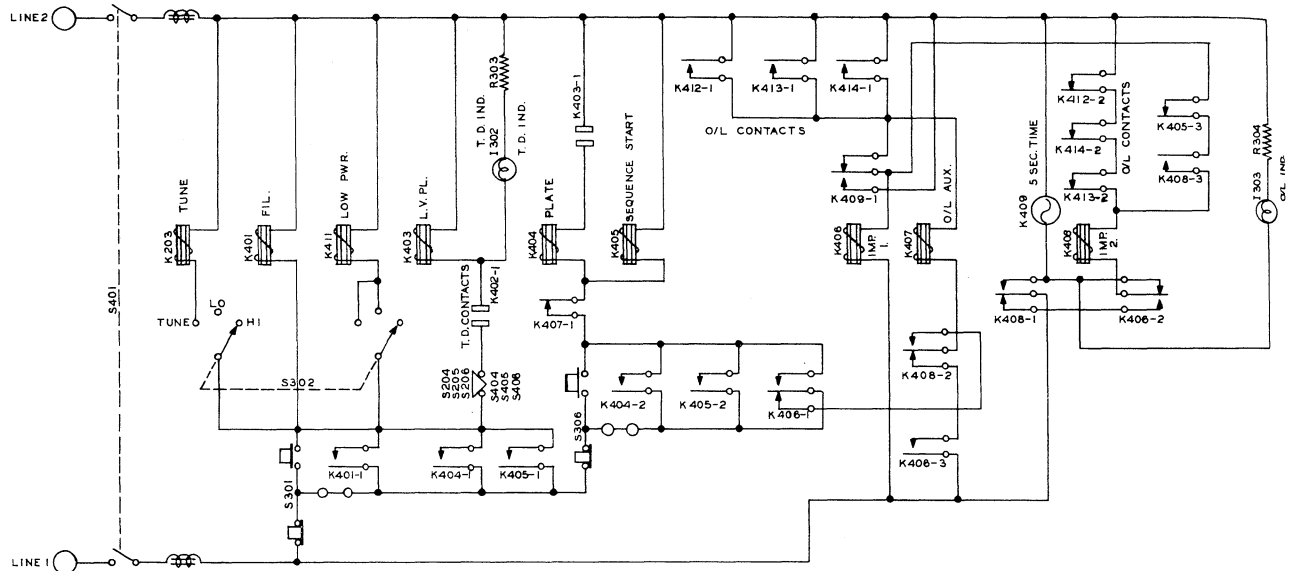 LINE 2
S401
K203
TUNE
K401
FIL.
K411
LOW PWR.
K403
L.V. PL.
R303
T.D. IND.
I302
T.D. IND.
K403-1
K404
PLATE
K405
SEQUENCE START
K412-1
K413-1
K414-1
O/L CONTACTS
K409-1
K406
IMP. 1.
K407
O/L AUX.
K409
5 SEC. TIME
K412-2
K414-2
K413-2
O/L CONTACTS
K405-3
K408-3
K408
IMP. 2.
R304
I303
O/L IND.
K408-1
K406-2
TUNE
LO
HI
S302
T.D. CONTACTS
K402-1
S204
S205
S206
S404
S405
S406
K407-1
K404-2
K405-2
K406-1
K408-2
K406-3
S306
K401-1
K404-1
K405-1
S301
LINE 1